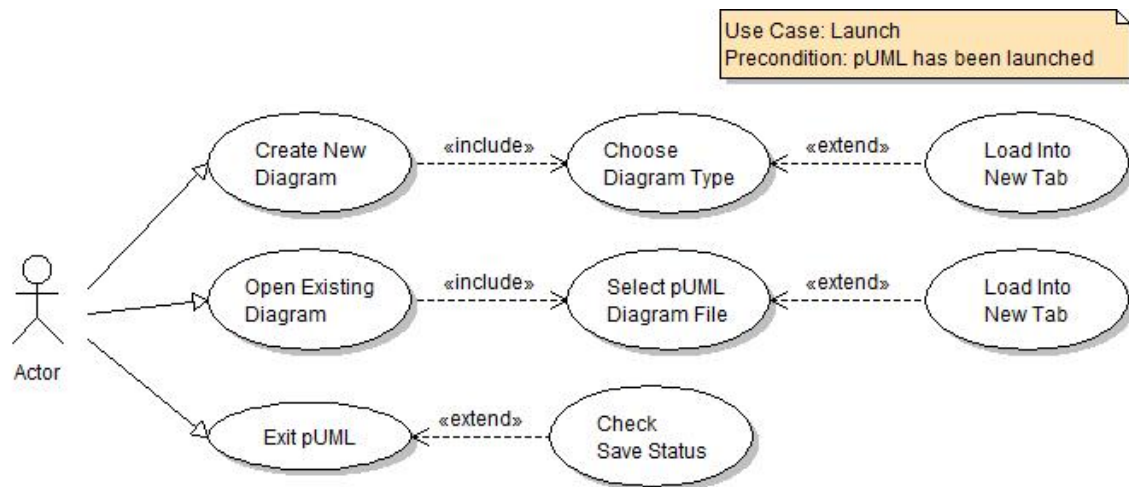 Use Case: Launch
Precondition: pUML has been launched
Create New
Diagram
«include»
Choose
Diagram Type
«extend»
Load Into
New Tab
Open Existing
Diagram
«include»
Select pUML
Diagram File
«extend»
Load Into
New Tab
Actor
Exit pUML
«extend»
Check
Save Status